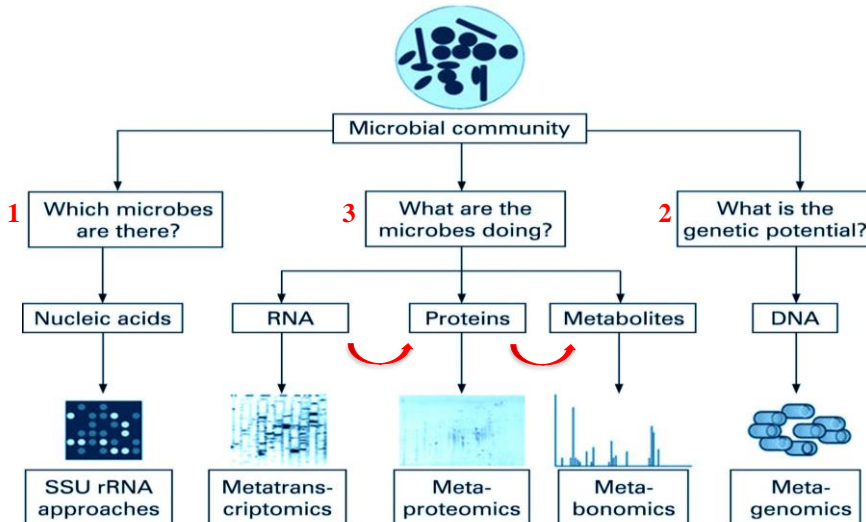 Microbial community
1
Which microbes
are there?
3
What are the
microbes doing?
2
What is the
genetic potential?
Nucleic acids
RNA
Proteins
Metabolites
DNA
SSU rRNA
approaches
Metatrans-
criptomics
Meta-
proteomics
Meta-
bonomics
Meta-
genomics